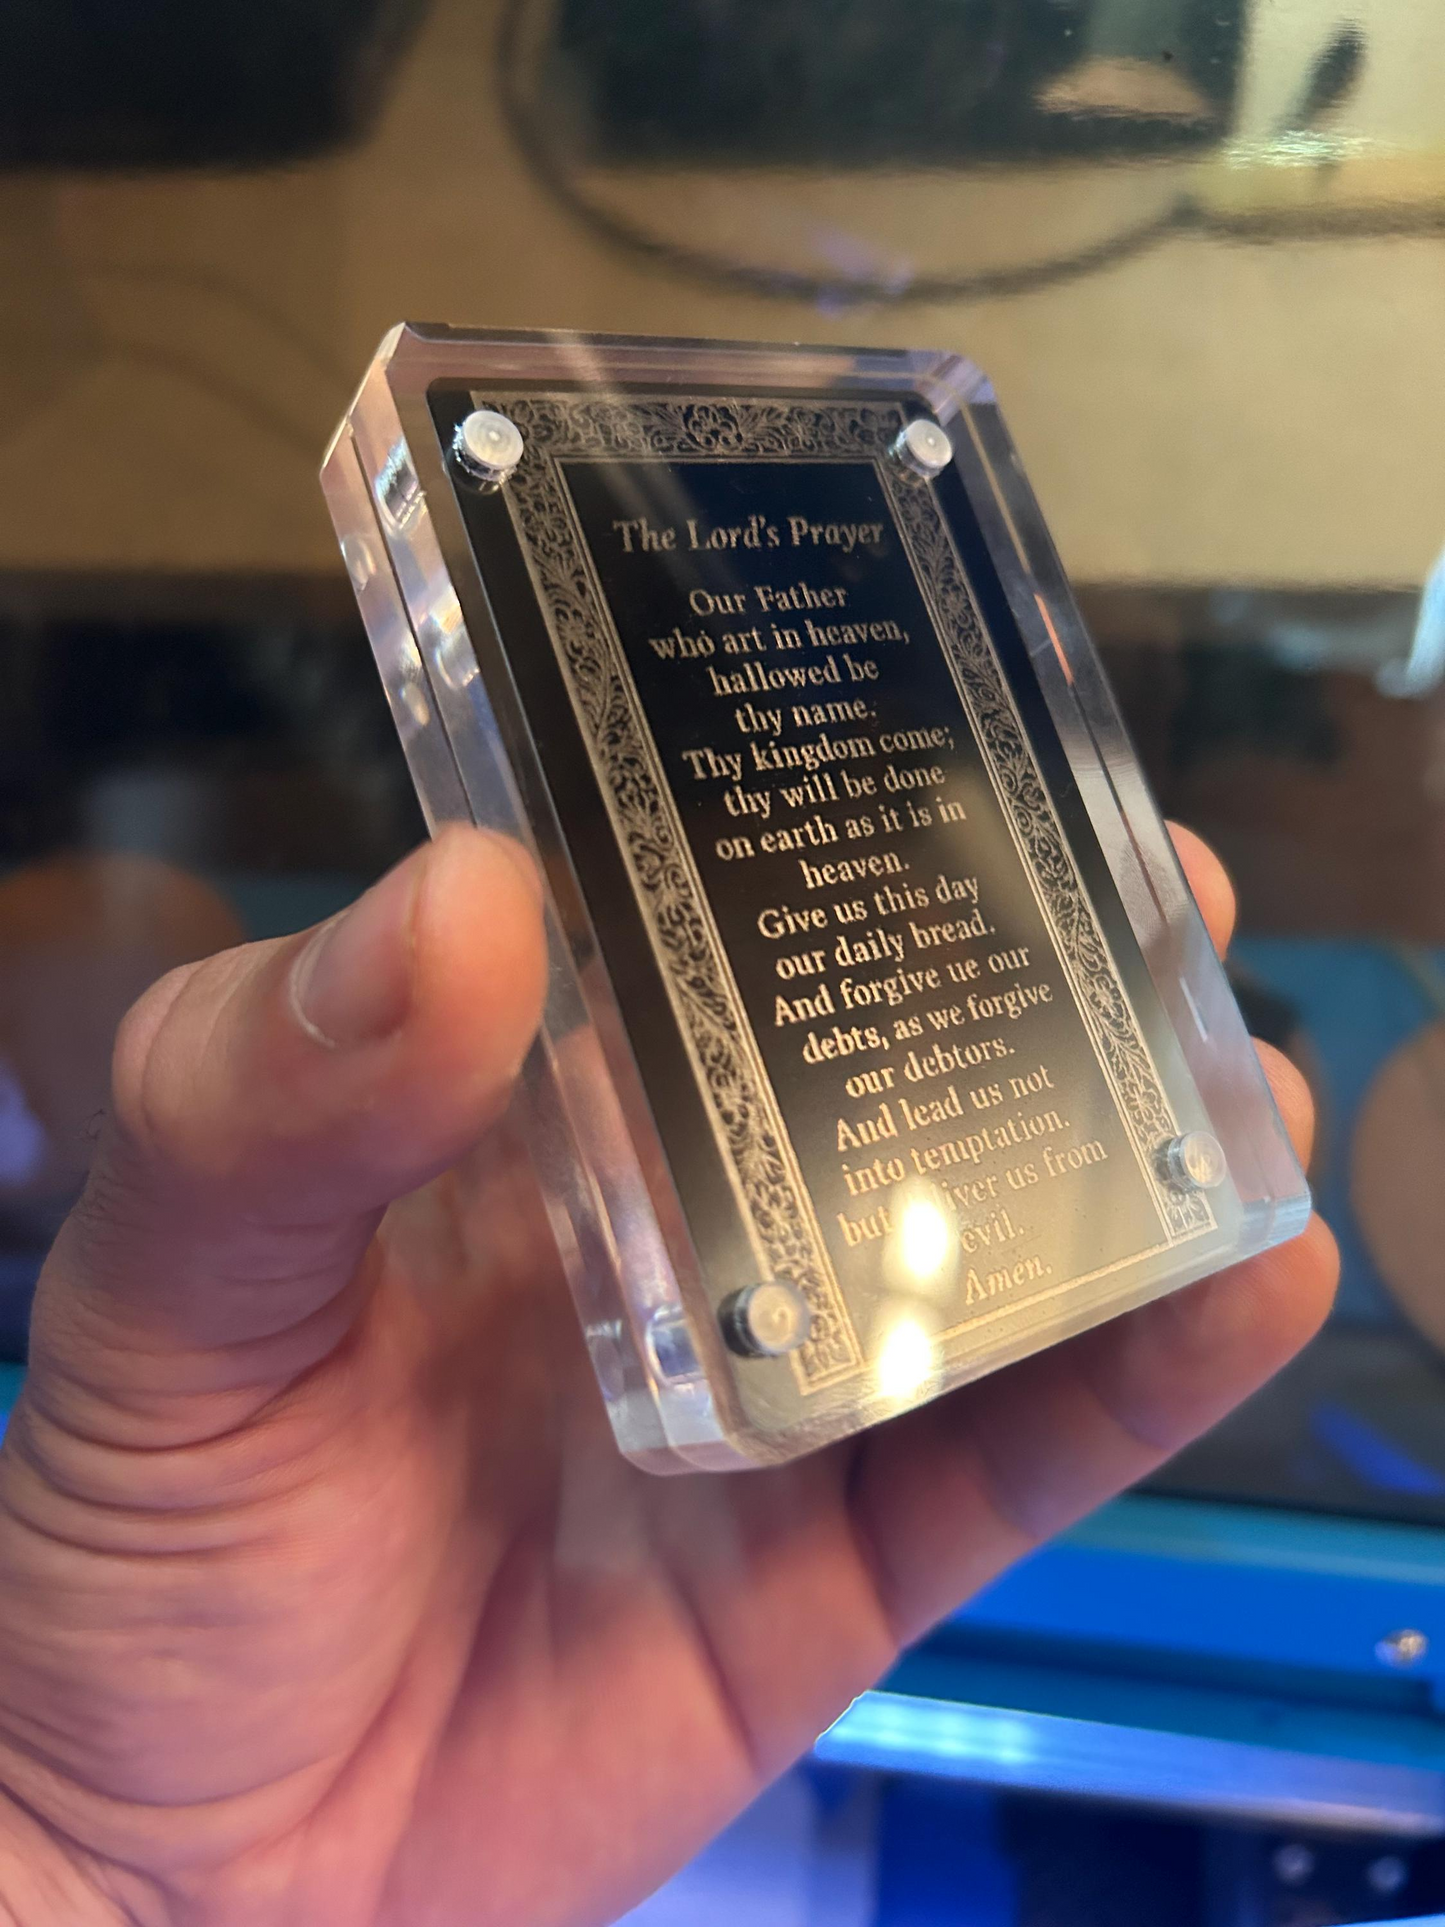 The Lord's Prayer
Our Father
who art in heaven,
hallowed be
thy name.
Thy kingdom come;
thy will be done
on earth as it is in
heaven.
Give us this day
our daily bread.
And forgive ue our
debts, as we forgive
our debtors.
And lead us not
into temptation.
but us from
evil.
Amen.